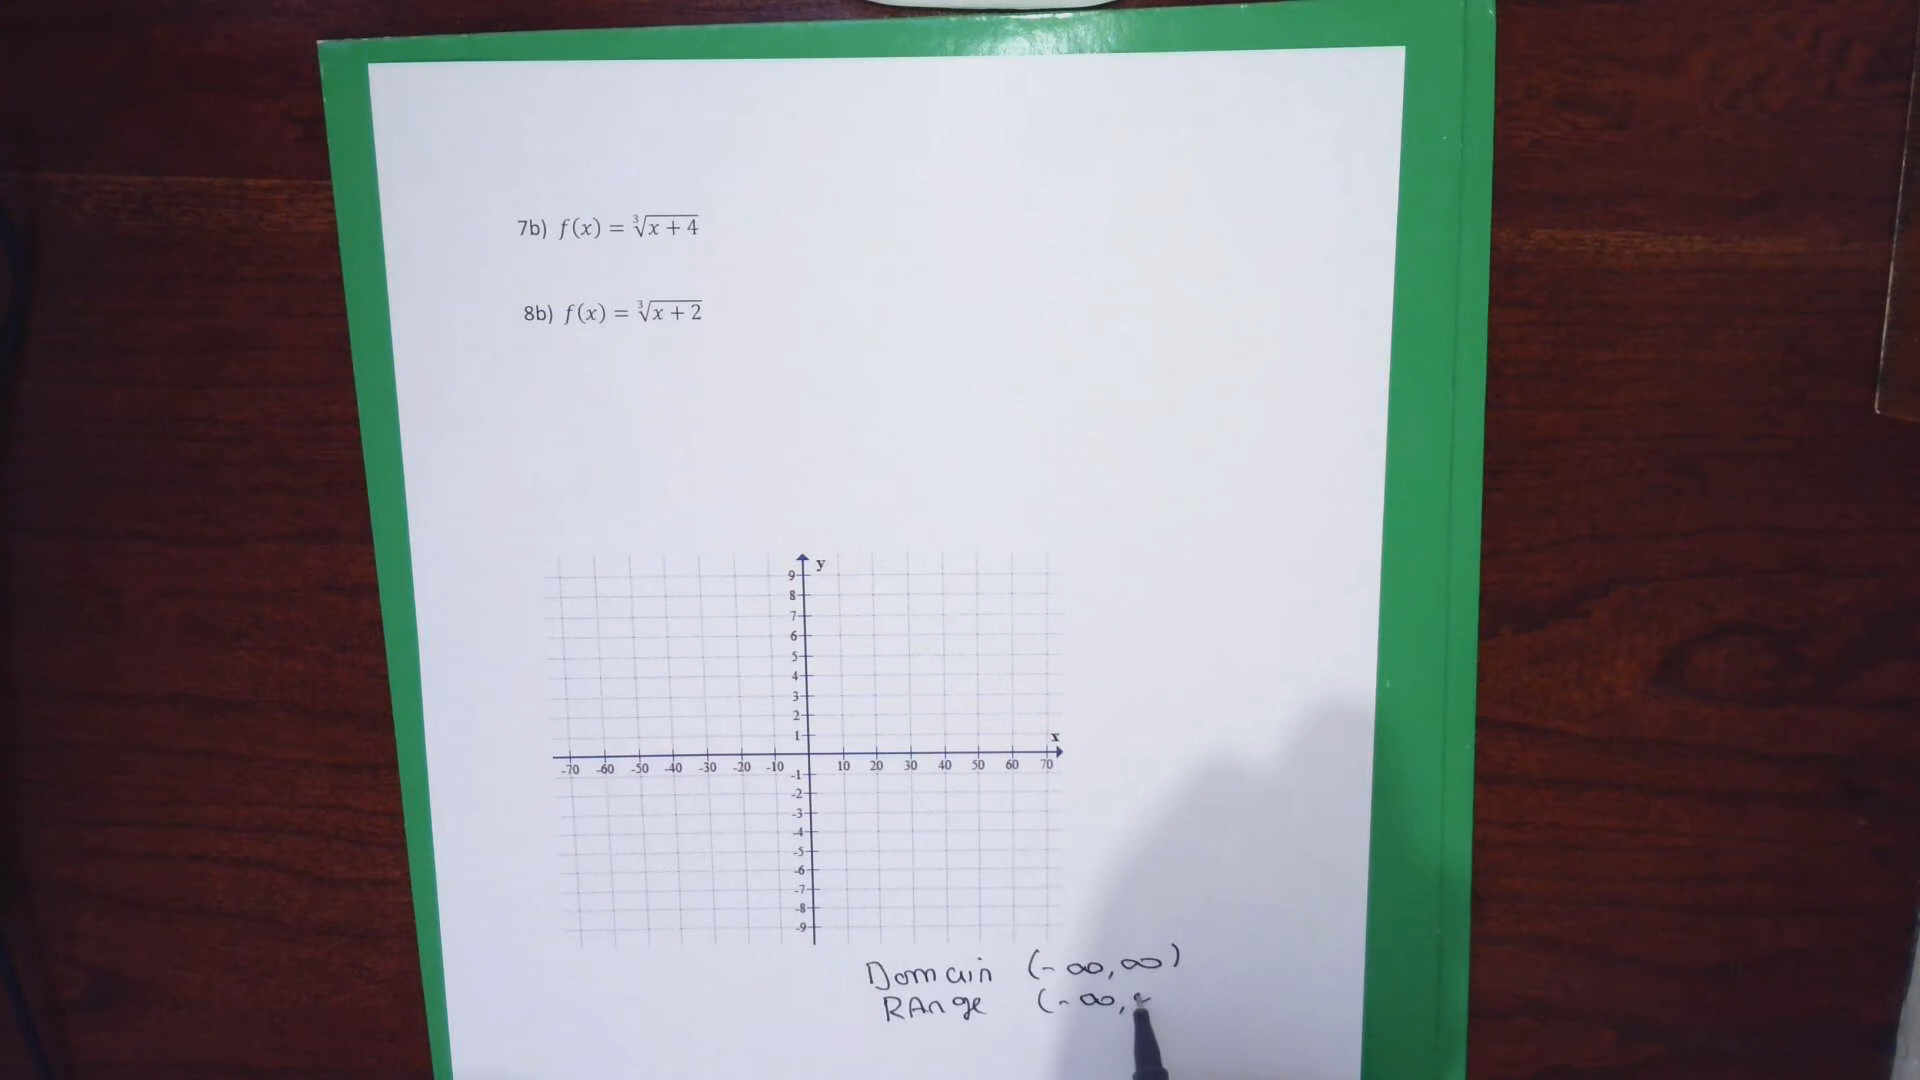 7b) f(x) = ∛(x + 4)
8b) f(x) = ∛(x + 2)
y
9
8
7
6
5
4
3
2
1
x
-70 -60 -50 -40 -30 -20 -10 10 20 30 40 50 60 70
-1
-2
-3
-4
-5
-6
-7
-8
-9
Domain (-∞,∞)
RAnge (-∞,